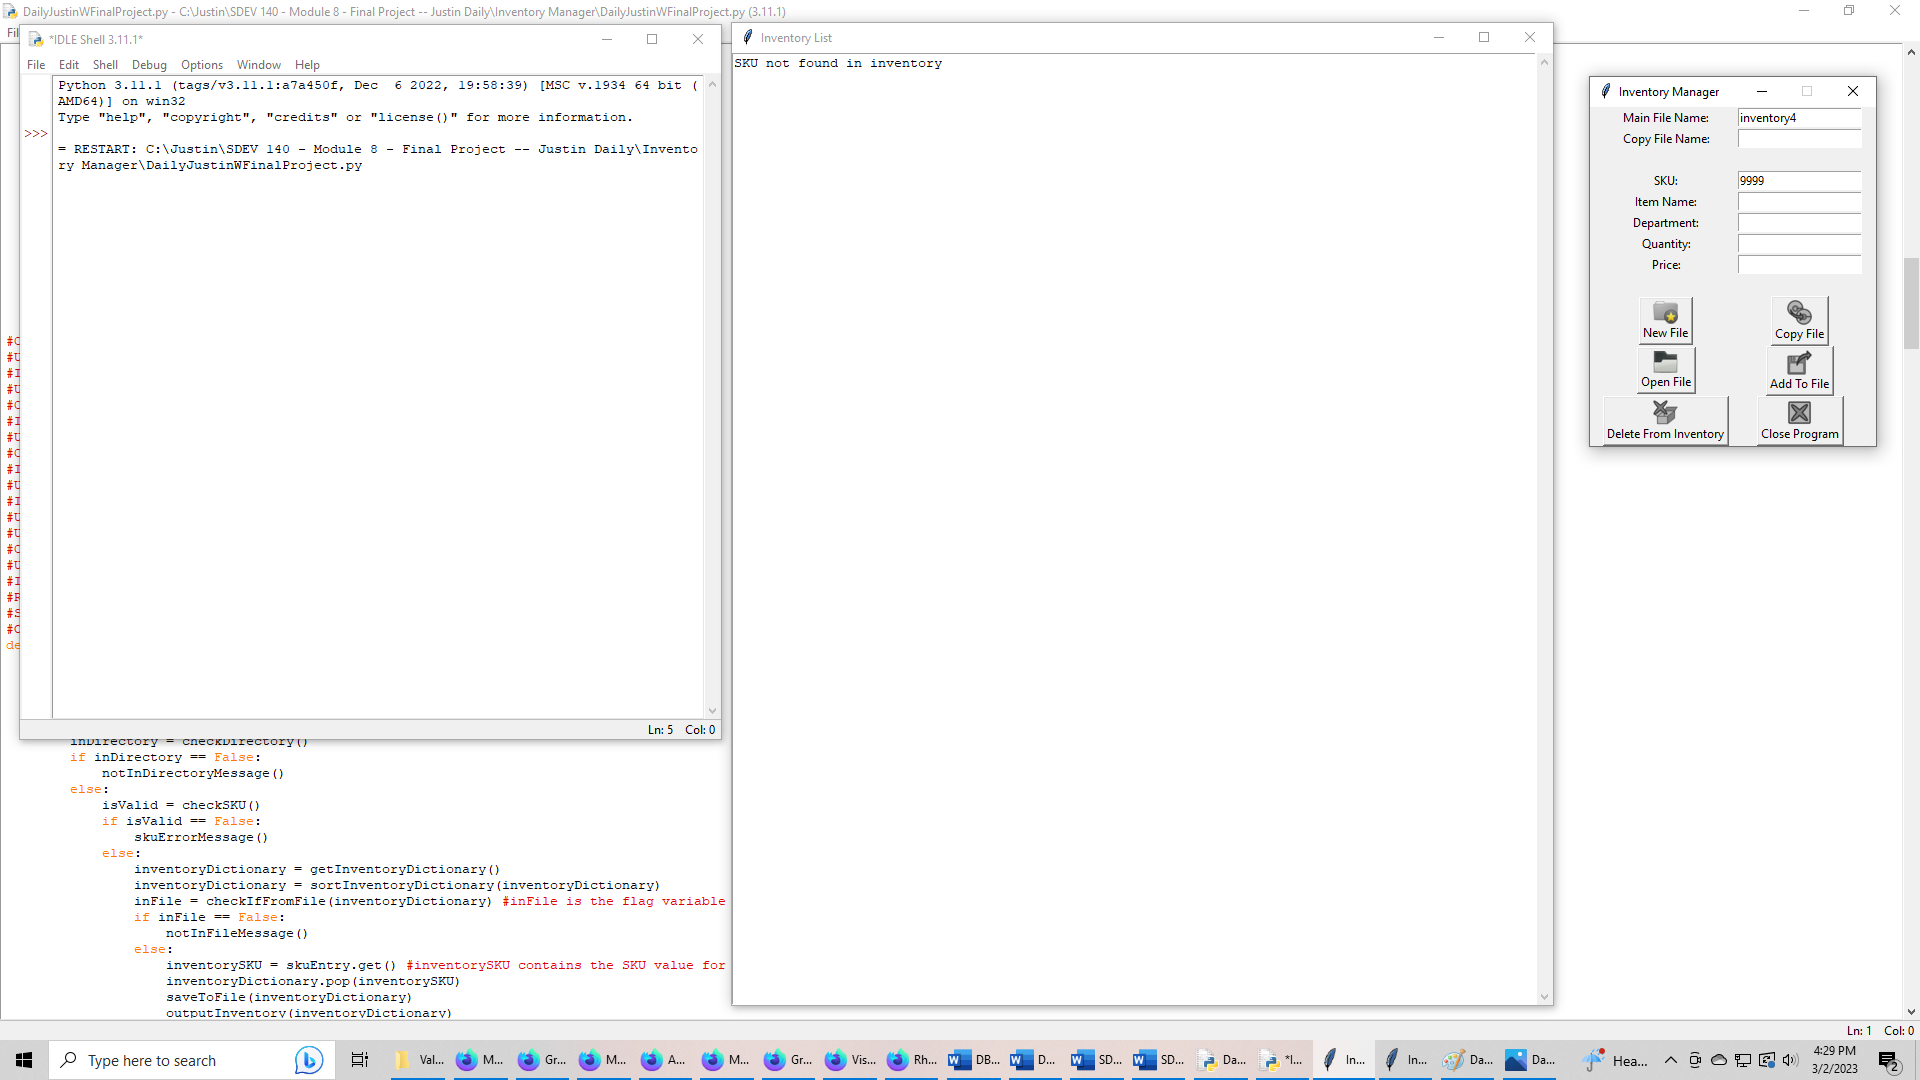 DailyJustinWFinalProject.py - C:\Justin\SDEV 140 - Module 8 - Final Project -- Justin Daily\Inventory Manager\DailyJustinWFinalProject.py (3.11.1)
*IDLE Shell 3.11.1*
File Edit Shell Debug Options Window Help
Python 3.11.1 (tags/v3.11.1:a7a450f, Dec  6 2022, 19:58:39) [MSC v.1934 64 bit (
AMD64)] on win32
Type "help", "copyright", "credits" or "license()" for more information.
>>>
= RESTART: C:\Justin\SDEV 140 - Module 8 - Final Project -- Justin Daily\Invento
ry Manager\DailyJustinWFinalProject.py
Ln: 5 Col: 0
Inventory List
SKU not found in inventory
Inventory Manager
Main File Name: inventory4
Copy File Name:
SKU: 9999
Item Name:
Department:
Quantity:
Price:
New File Copy File
Open File Add To File
Delete From Inventory Close Program
inDirectory = checkDirectory()
if inDirectory == False:
notInDirectoryMessage()
else:
isValid = checkSKU()
if isValid == False:
skuErrorMessage()
else:
inventoryDictionary = getInventoryDictionary()
inventoryDictionary = sortInventoryDictionary(inventoryDictionary)
inFile = checkIfFromFile(inventoryDictionary) #inFile is the flag variable
if inFile == False:
notInFileMessage()
else:
inventorySKU = skuEntry.get() #inventorySKU contains the SKU value for
inventoryDictionary.pop(inventorySKU)
saveToFile(inventoryDictionary)
outputInventory(inventoryDictionary)
Ln: 1 Col: 0
Type here to search
Val... M... Gr... M... A... M... Gr... Vis... Rh... DB... D... SD... SD... Da... *I... In... In... Da... Da... Hea...
4:29 PM
3/2/2023
2